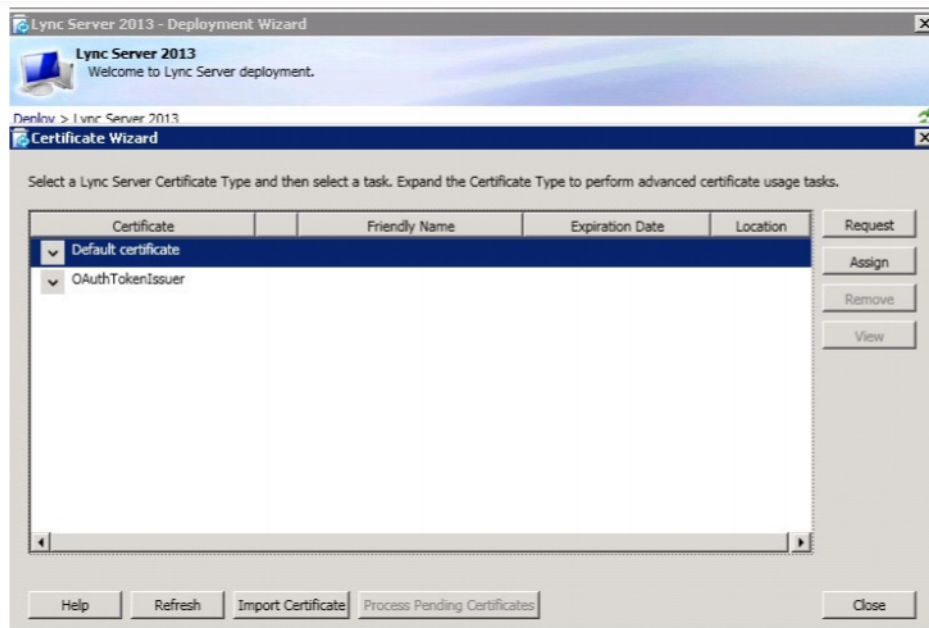 Lync Server 2013 - Deployment Wizard
Lync Server 2013
Welcome to Lync Server deployment.
Deploy > Lync Server 2013
Certificate Wizard
Select a Lync Server Certificate Type and then select a task. Expand the Certificate Type to perform advanced certificate usage tasks.
Certificate Friendly Name Expiration Date Location Request
Default certificate
Assign
OAuthTokenIssuer
Remove
View
Help Refresh Import Certificate Process Pending Certificates Close